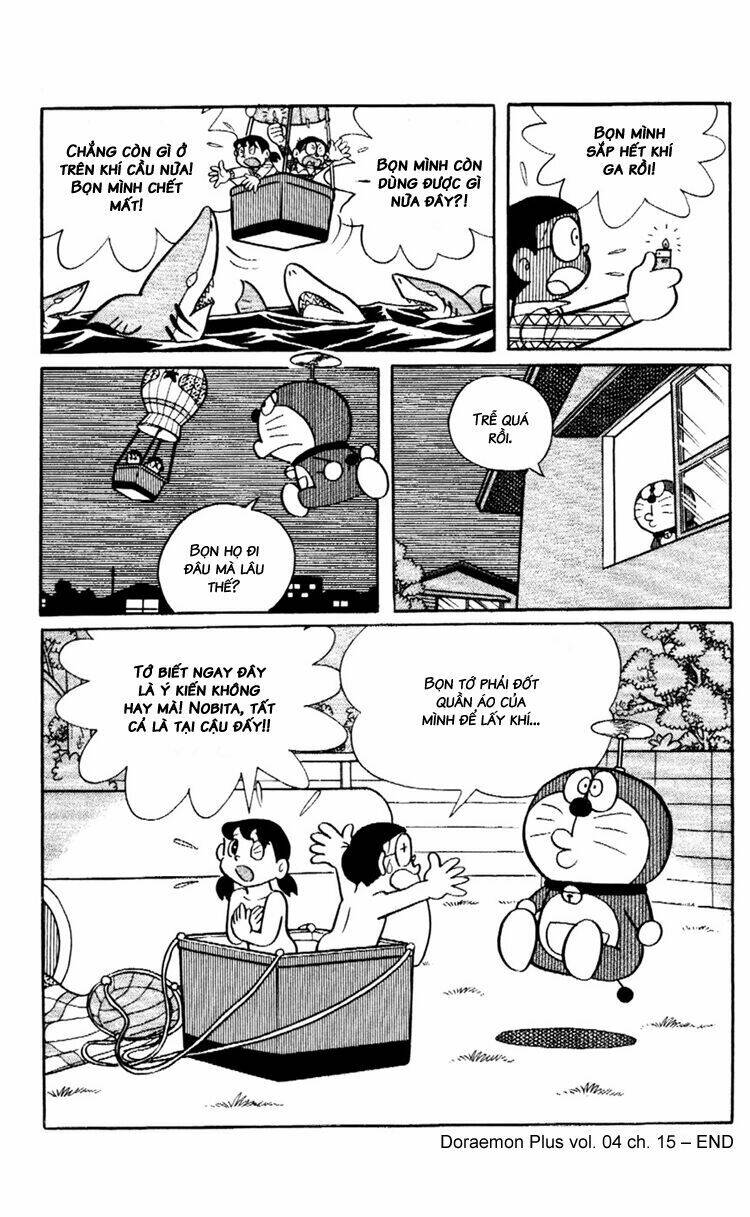 CHẲNG CÒN GÌ Ở
TRÊN KHÍ CẦU NỮA!
BỌN MÌNH CHẾT
MẤT!
BỌN MÌNH CÒN
DÙNG ĐƯỢC GÌ
NỮA ĐÂY?!
BỌN MÌNH
SẮP HẾT KHÍ
GA RỒI!
BỌN HỌ ĐI
ĐÂU MÀ LÂU
THẾ?
TRỄ QUÁ
RỒI.
TỚ BIẾT NGAY ĐÂY
LÀ Ý KIẾN KHÔNG
HAY MÀ! NOBITA, TẤT
CẢ LÀ TẠI CẬU ĐẤY!!
BỌN TỚ PHẢI ĐỐT
QUẦN ÁO CỦA
MÌNH ĐỂ LẤY KHÍ...
Doraemon Plus vol. 04 ch. 15 – END